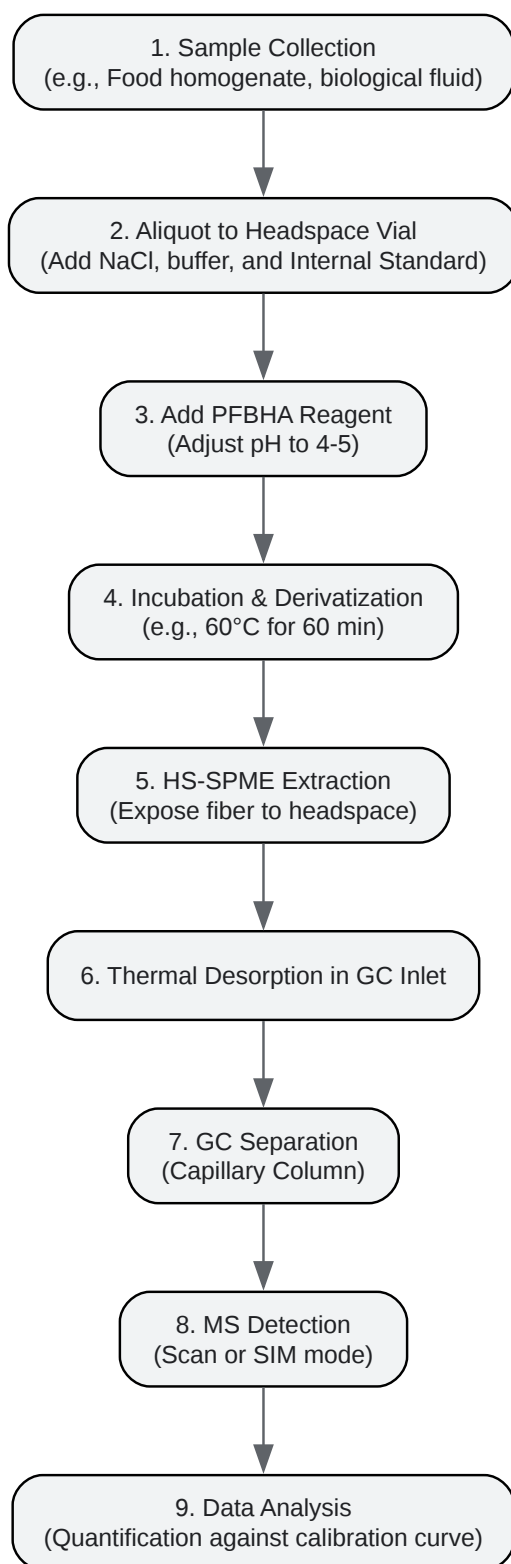 1. Sample Collection
(e.g., Food homogenate, biological fluid)
2. Aliquot to Headspace Vial
(Add NaCl, buffer, and Internal Standard)
3. Add PFBHA Reagent
(Adjust pH to 4-5)
4. Incubation & Derivatization
(e.g., 60°C for 60 min)
5. HS-SPME Extraction
(Expose fiber to headspace)
6. Thermal Desorption in GC Inlet
7. GC Separation
(Capillary Column)
8. MS Detection
(Scan or SIM mode)
9. Data Analysis
(Quantification against calibration curve)